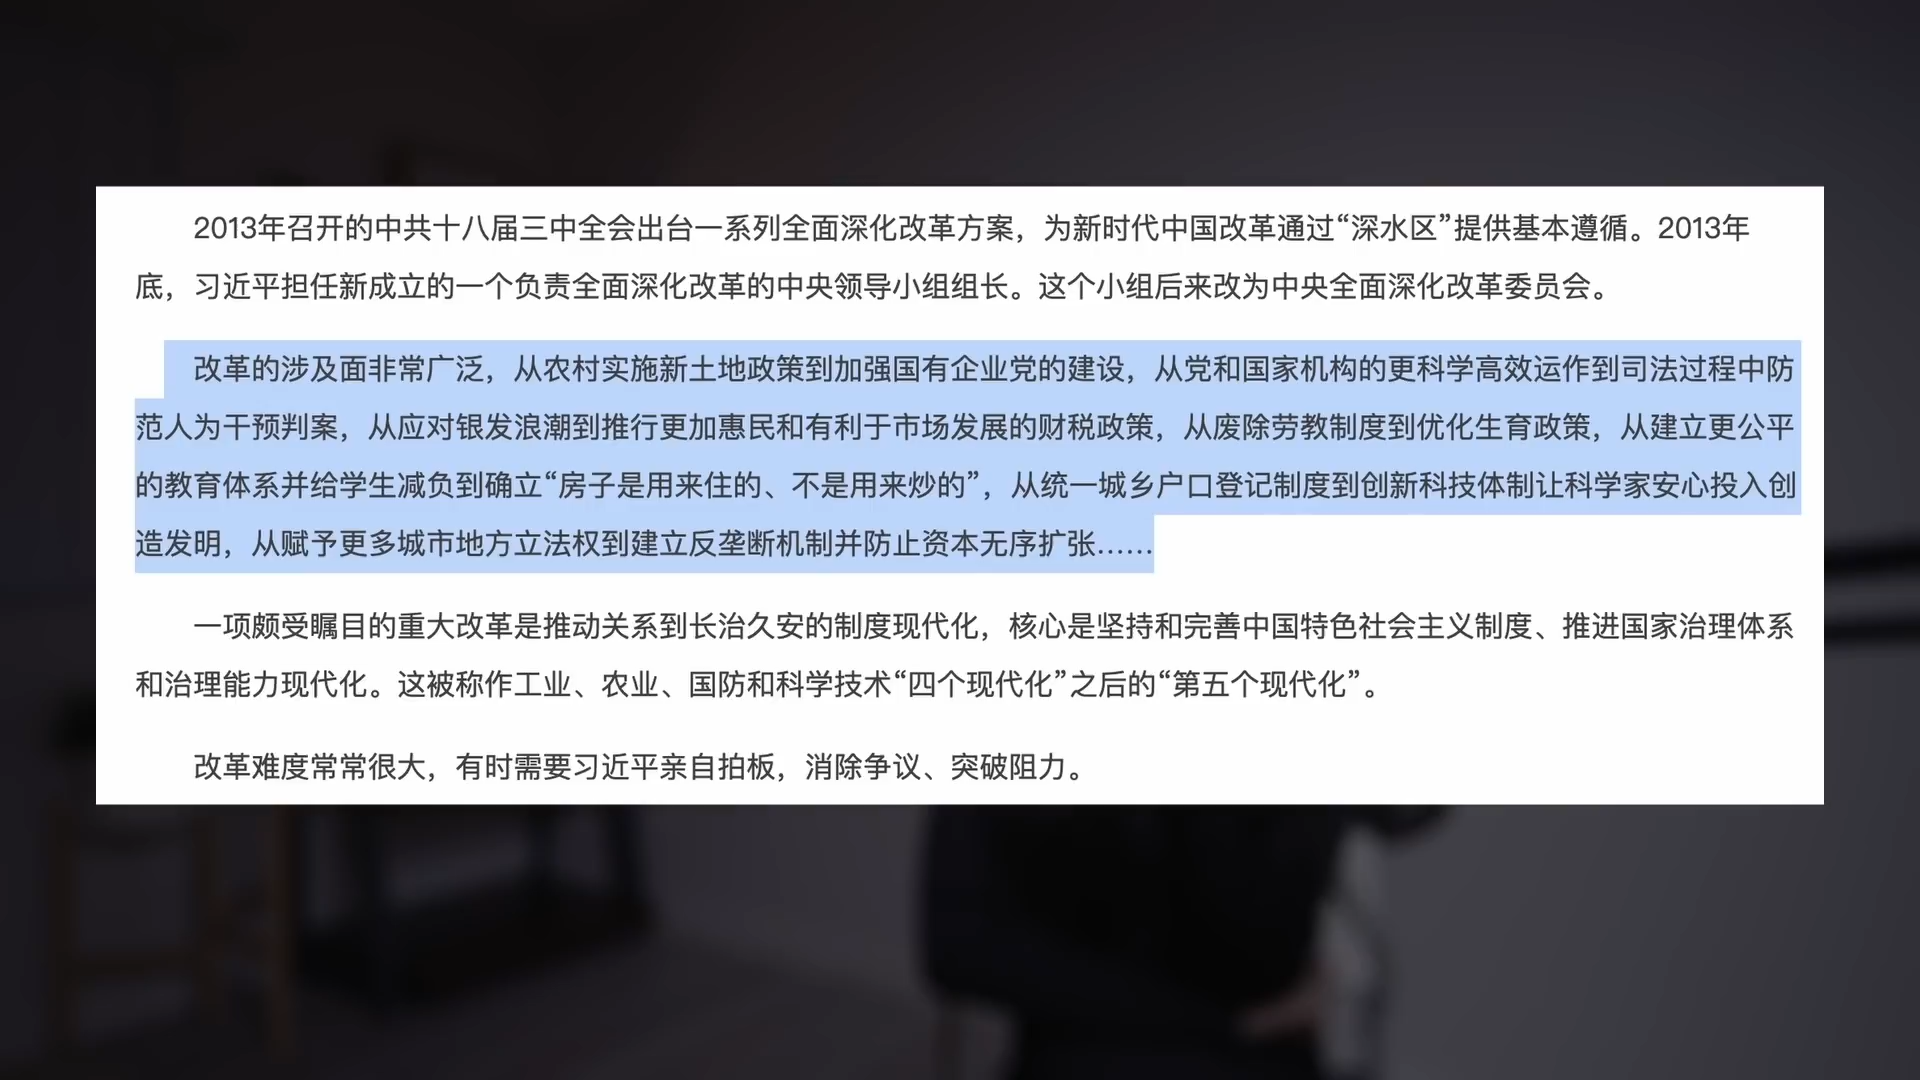 2013年召开的中共十八届三中全会出台一系列全面深化改革方案，为新时代中国改革通过“深水区”提供基本遵循。2013年
底，习近平担任新成立的一个负责全面深化改革的中央领导小组组长。这个小组后来改为中央全面深化改革委员会。
改革的涉及面非常广泛，从农村实施新土地政策到加强国有企业党的建设，从党和国家机构的更科学高效运作到司法过程中防
范人为干预判案，从应对银发浪潮到推行更加惠民和有利于市场发展的财税政策，从废除劳教制度到优化生育政策，从建立更公平
的教育体系并给学生减负到确立“房子是用来住的、不是用来炒的”，从统一城乡户口登记制度到创新科技体制让科学家安心投入创
造发明，从赋予更多城市地方立法权到建立反垄断机制并防止资本无序扩张……
一项颇受瞩目的重大改革是推动关系到长治久安的制度现代化，核心是坚持和完善中国特色社会主义制度、推进国家治理体系
和治理能力现代化。这被称作工业、农业、国防和科学技术“四个现代化”之后的“第五个现代化”。
改革难度常常很大，有时需要习近平亲自拍板，消除争议、突破阻力。